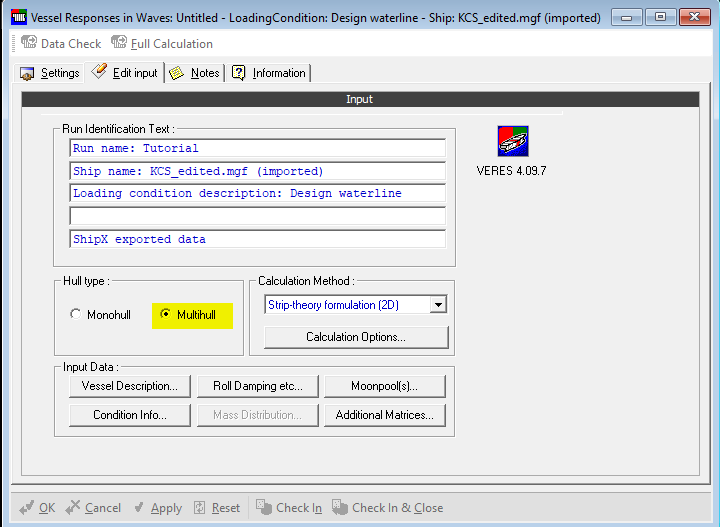 Vessel Responses in Waves: Untitled - LoadingCondition: Design waterline - Ship: KCS_edited.mgf (imported)
Data Check Full Calculation
Settings Edit input Notes Information
Input
Run Identification Text :
Run name: Tutorial
Ship name: KCS_edited.mgf (imported)
Loading condition description: Design waterline
ShipX exported data
VERES 4.09.7
Hull type :
Monohull Multihull
Calculation Method :
Strip-theory formulation (2D)
Calculation Options...
Input Data :
Vessel Description... Roll Damping etc... Moonpool(s)...
Condition Info... Mass Distribution... Additional Matrices...
OK Cancel Apply Reset Check In Check In & Close